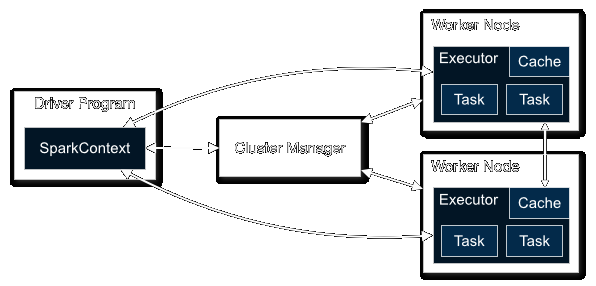 Driver Program
SparkContext
Cluster Manager
Worker Node
Executor
Cache
Task
Task
Worker Node
Executor
Cache
Task
Task